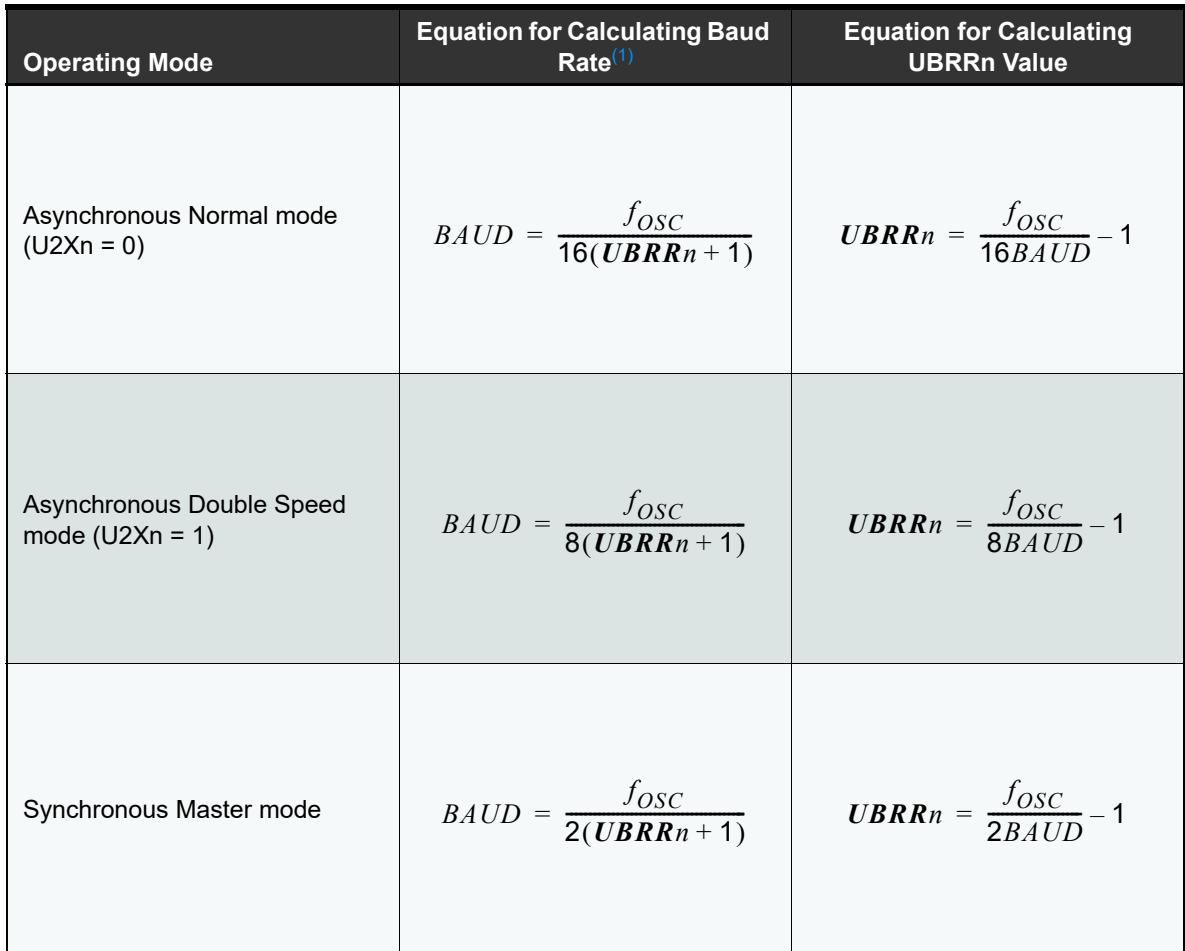 Operating Mode
Equation for Calculating Baud
Rate(1)
Equation for Calculating
UBRRn Value
Asynchronous Normal mode
(U2Xn = 0)
BAUD = fOSC / 16(UBRRn + 1)
UBRRn = fOSC / 16BAUD – 1
Asynchronous Double Speed
mode (U2Xn = 1)
BAUD = fOSC / 8(UBRRn + 1)
UBRRn = fOSC / 8BAUD – 1
Synchronous Master mode
BAUD = fOSC / 2(UBRRn + 1)
UBRRn = fOSC / 2BAUD – 1